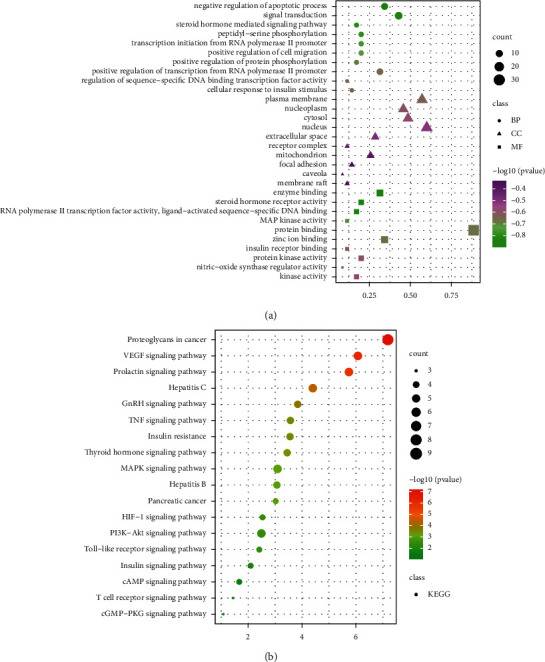 negative regulation of apoptotic process
signal transduction
steroid hormone mediated signaling pathway
peptidyl-serine phosphorylation
transcription initiation from RNA polymerase II promoter
positive regulation of cell migration
positive regulation of protein phosphorylation
positive regulation of transcription from RNA polymerase II promoter
regulation of sequence-specific DNA binding transcription factor activity
cellular response to insulin stimulus
plasma membrane
nucleoplasm
cytosol
nucleus
extracellular space
receptor complex
mitochondrion
focal adhesion
caveola
membrane raft
enzyme binding
steroid hormone receptor activity
RNA polymerase II transcription factor activity, ligand-activated sequence-specific DNA binding
MAP kinase activity
protein binding
zinc ion binding
insulin receptor binding
protein kinase activity
nitric-oxide synthase regulator activity
kinase activity
0.25 0.50 0.75
count
10
20
30
class
BP
CC
MF
-log10 (pvalue)
-0.4
-0.5
-0.6
-0.7
-0.8
(a)
Proteoglycans in cancer
VEGF signaling pathway
Prolactin signaling pathway
Hepatitis C
GnRH signaling pathway
TNF signaling pathway
Insulin resistance
Thyroid hormone signaling pathway
MAPK signaling pathway
Hepatitis B
Pancreatic cancer
HIF-1 signaling pathway
PI3K-Akt signaling pathway
Toll-like receptor signaling pathway
Insulin signaling pathway
cAMP signaling pathway
T cell receptor signaling pathway
cGMP-PKG signaling pathway
2 4 6
count
3
4
5
6
7
8
9
-log10 (pvalue)
7
6
5
4
3
2
class
KEGG
(b)